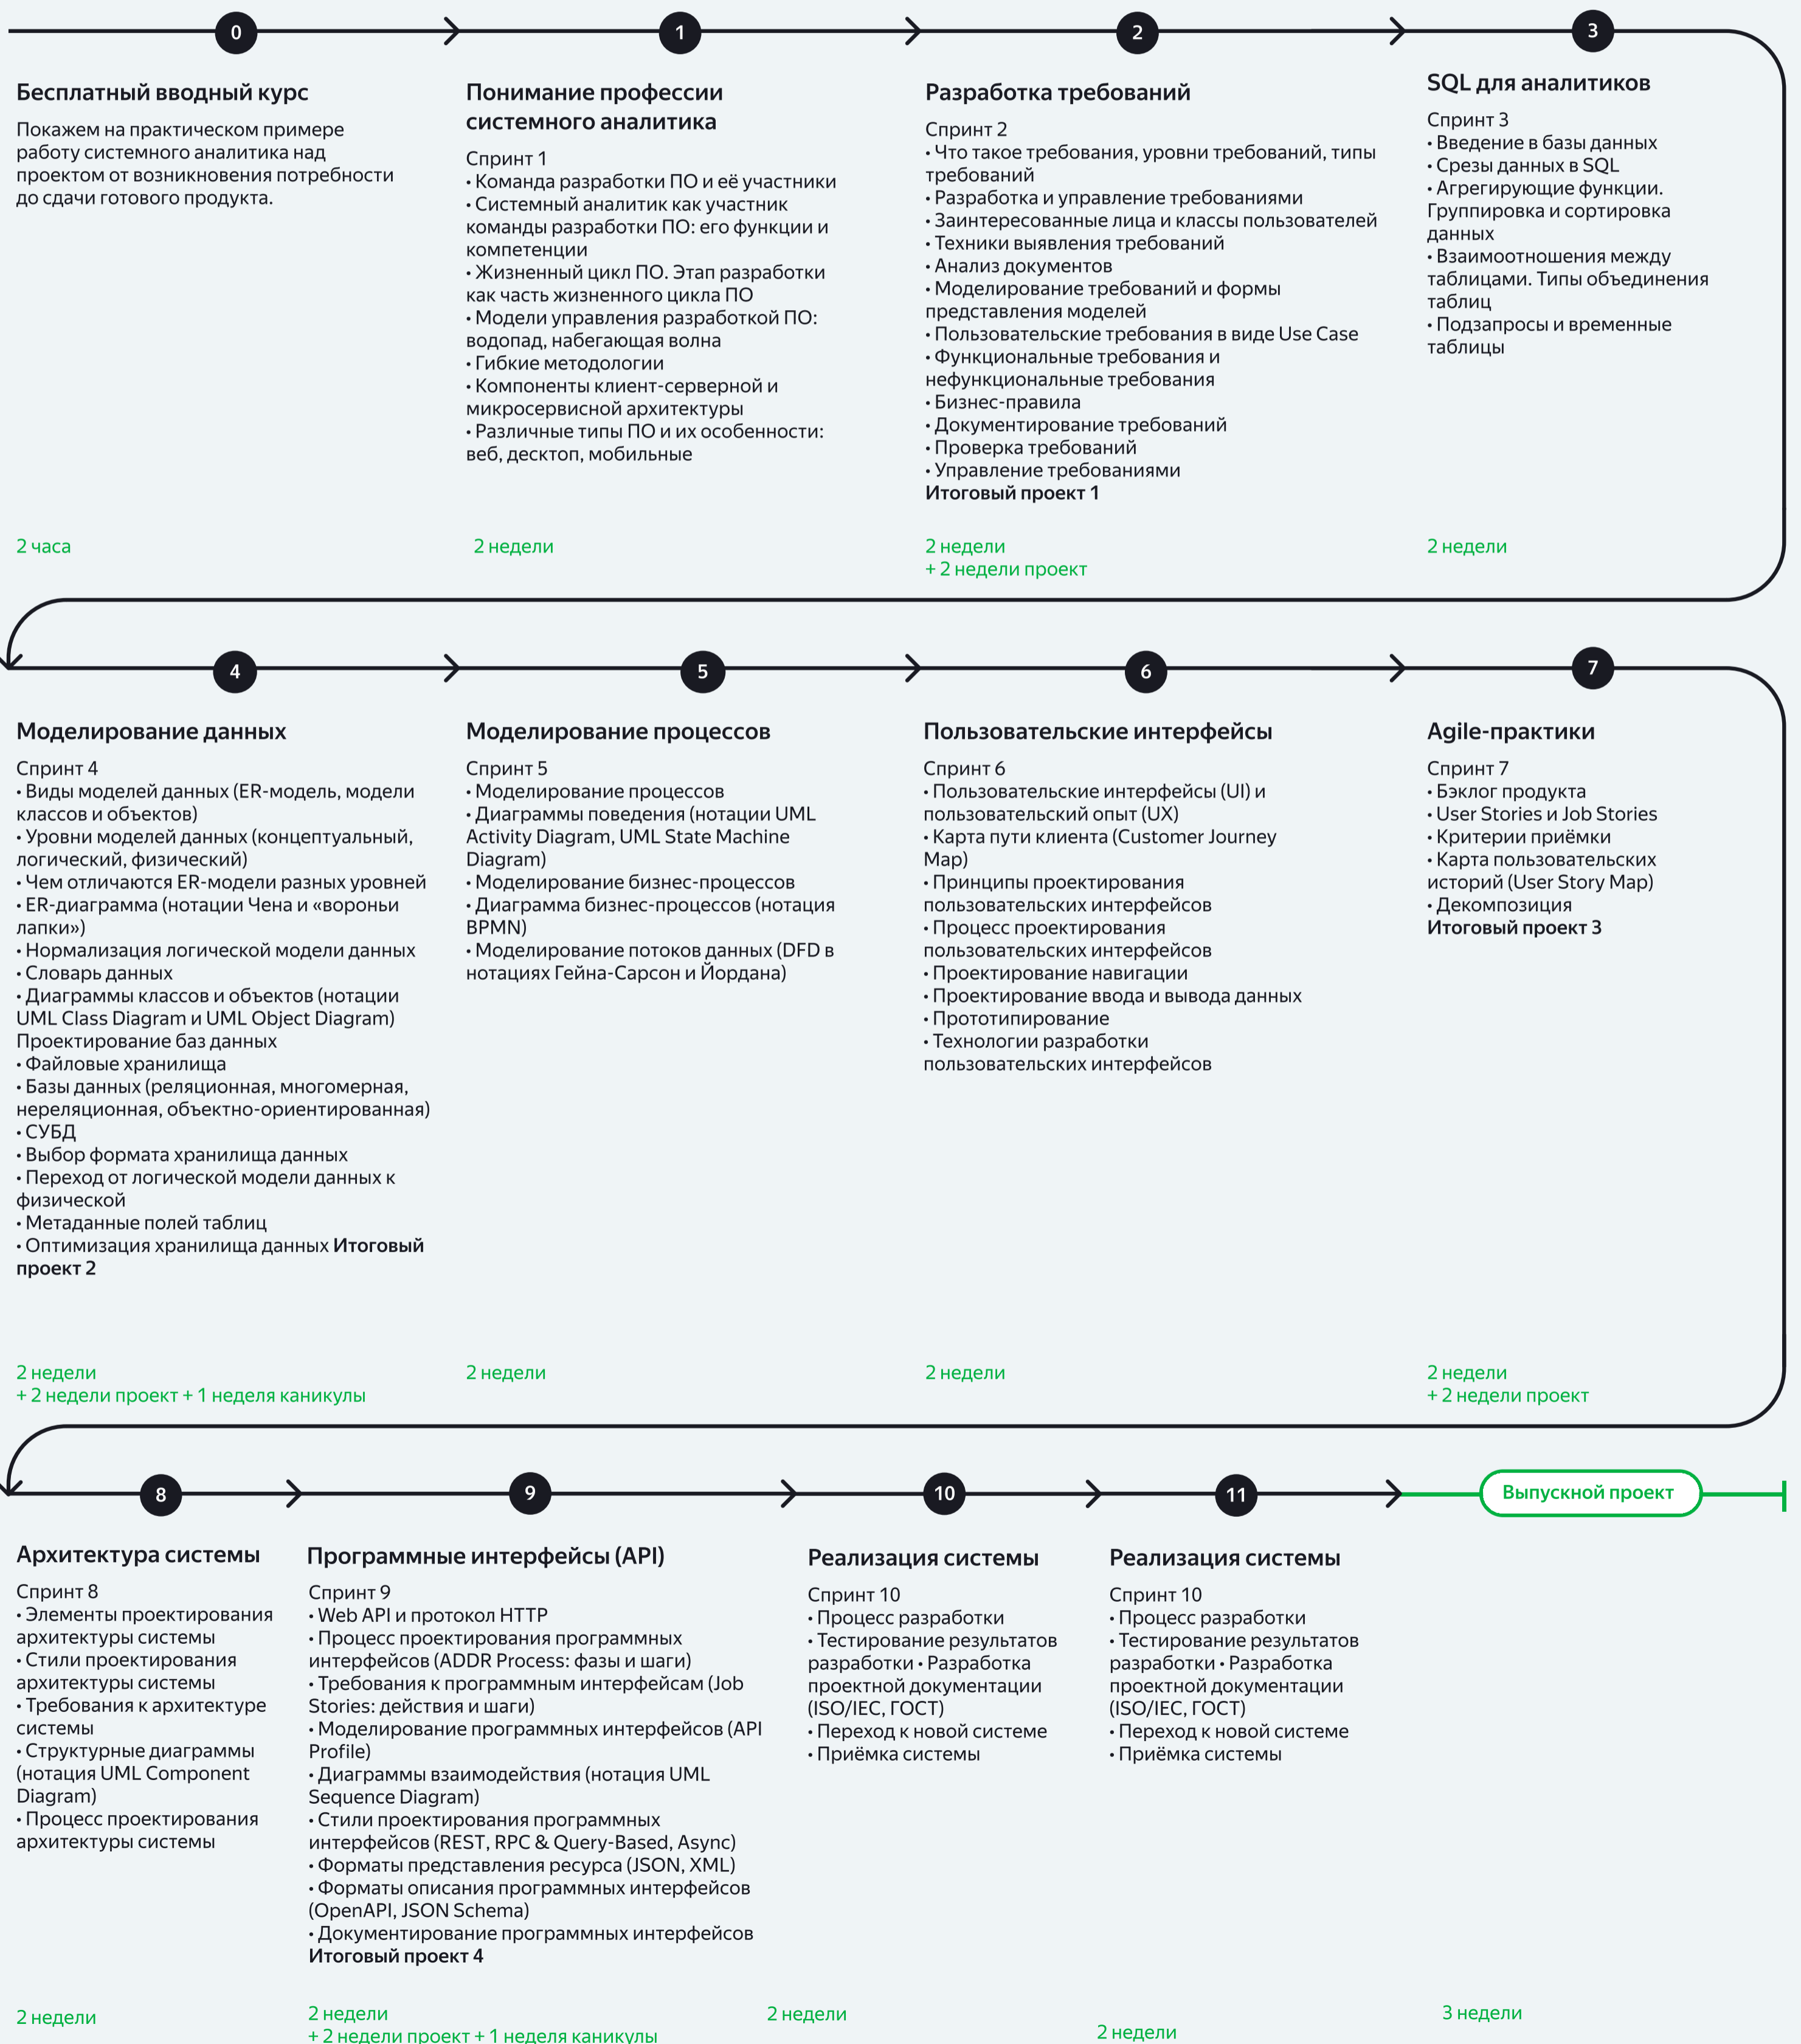 0
Бесплатный вводный курс
Покажем на практическом примере
работу системного аналитика над
проектом от возникновения потребности
до сдачи готового продукта.
2 часа
1
Понимание профессии
системного аналитика
Спринт 1
• Команда разработки ПО и её участники
• Системный аналитик как участник
команды разработки ПО: его функции и
компетенции
• Жизненный цикл ПО. Этап разработки
как часть жизненного цикла ПО
• Модели управления разработкой ПО:
водопад, набегающая волна
• Гибкие методологии
• Компоненты клиент-серверной и
микросервисной архитектуры
• Различные типы ПО и их особенности:
веб, десктоп, мобильные
2 недели
2
Разработка требований
Спринт 2
• Что такое требования, уровни требований, типы
требований
• Разработка и управление требованиями
• Заинтересованные лица и классы пользователей
• Техники выявления требований
• Анализ документов
• Моделирование требований и формы
представления моделей
• Пользовательские требования в виде Use Case
• Функциональные требования и
нефункциональные требования
• Бизнес-правила
• Документирование требований
• Проверка требований
• Управление требованиями
Итоговый проект 1
2 недели
+ 2 недели проект
3
SQL для аналитиков
Спринт 3
• Введение в базы данных
• Срезы данных в SQL
• Агрегирующие функции.
Группировка и сортировка
данных
• Взаимоотношения между
таблицами. Типы объединения
таблиц
• Подзапросы и временные
таблицы
2 недели
4
Моделирование данных
Спринт 4
• Виды моделей данных (ER-модель, модели
классов и объектов)
• Уровни моделей данных (концептуальный,
логический, физический)
• Чем отличаются ER-модели разных уровней
• ER-диаграмма (нотации Чена и «вороньи
лапки»)
• Нормализация логической модели данных
• Словарь данных
• Диаграммы классов и объектов (нотации
UML Class Diagram и UML Object Diagram)
Проектирование баз данных
• Файловые хранилища
• Базы данных (реляционная, многомерная,
нереляционная, объектно-ориентированная)
• СУБД
• Выбор формата хранилища данных
• Переход от логической модели данных к
физической
• Метаданные полей таблиц
• Оптимизация хранилища данных Итоговый
проект 2
2 недели
+ 2 недели проект + 1 неделя каникулы
5
Моделирование процессов
Спринт 5
• Моделирование процессов
• Диаграммы поведения (нотации UML
Activity Diagram, UML State Machine
Diagram)
• Моделирование бизнес-процессов
• Диаграмма бизнес-процессов (нотация
BPMN)
• Моделирование потоков данных (DFD в
нотациях Гейна-Сарсон и Йордана)
2 недели
6
Пользовательские интерфейсы
Спринт 6
• Пользовательские интерфейсы (UI) и
пользовательский опыт (UX)
• Карта пути клиента (Customer Journey
Map)
• Принципы проектирования
пользовательских интерфейсов
• Процесс проектирования
пользовательских интерфейсов
• Проектирование навигации
• Проектирование ввода и вывода данных
• Прототипирование
• Технологии разработки
пользовательских интерфейсов
2 недели
7
Agile-практики
Спринт 7
• Бэклог продукта
• User Stories и Job Stories
• Критерии приёмки
• Карта пользовательских
историй (User Story Map)
• Декомпозиция
Итоговый проект 3
2 недели
+ 2 недели проект
8
Архитектура системы
Спринт 8
• Элементы проектирования
архитектуры системы
• Стили проектирования
архитектуры системы
• Требования к архитектуре
системы
• Структурные диаграммы
(нотация UML Component
Diagram)
• Процесс проектирования
архитектуры системы
2 недели
9
Программные интерфейсы (API)
Спринт 9
• Web API и протокол HTTP
• Процесс проектирования программных
интерфейсов (ADDR Process: фазы и шаги)
• Требования к программным интерфейсам (Job
Stories: действия и шаги)
• Моделирование программных интерфейсов (API
Profile)
• Диаграммы взаимодействия (нотация UML
Sequence Diagram)
• Стили проектирования программных
интерфейсов (REST, RPC & Query-Based, Async)
• Форматы представления ресурса (JSON, XML)
• Форматы описания программных интерфейсов
(OpenAPI, JSON Schema)
• Документирование программных интерфейсов
Итоговый проект 4
2 недели
+ 2 недели проект + 1 неделя каникулы
10
Реализация системы
Спринт 10
• Процесс разработки
• Тестирование результатов
разработки • Разработка
проектной документации
(ISO/IEC, ГОСТ)
• Переход к новой системе
• Приёмка системы
2 недели
11
Реализация системы
Спринт 10
• Процесс разработки
• Тестирование результатов
разработки • Разработка
проектной документации
(ISO/IEC, ГОСТ)
• Переход к новой системе
• Приёмка системы
2 недели
Выпускной проект
3 недели